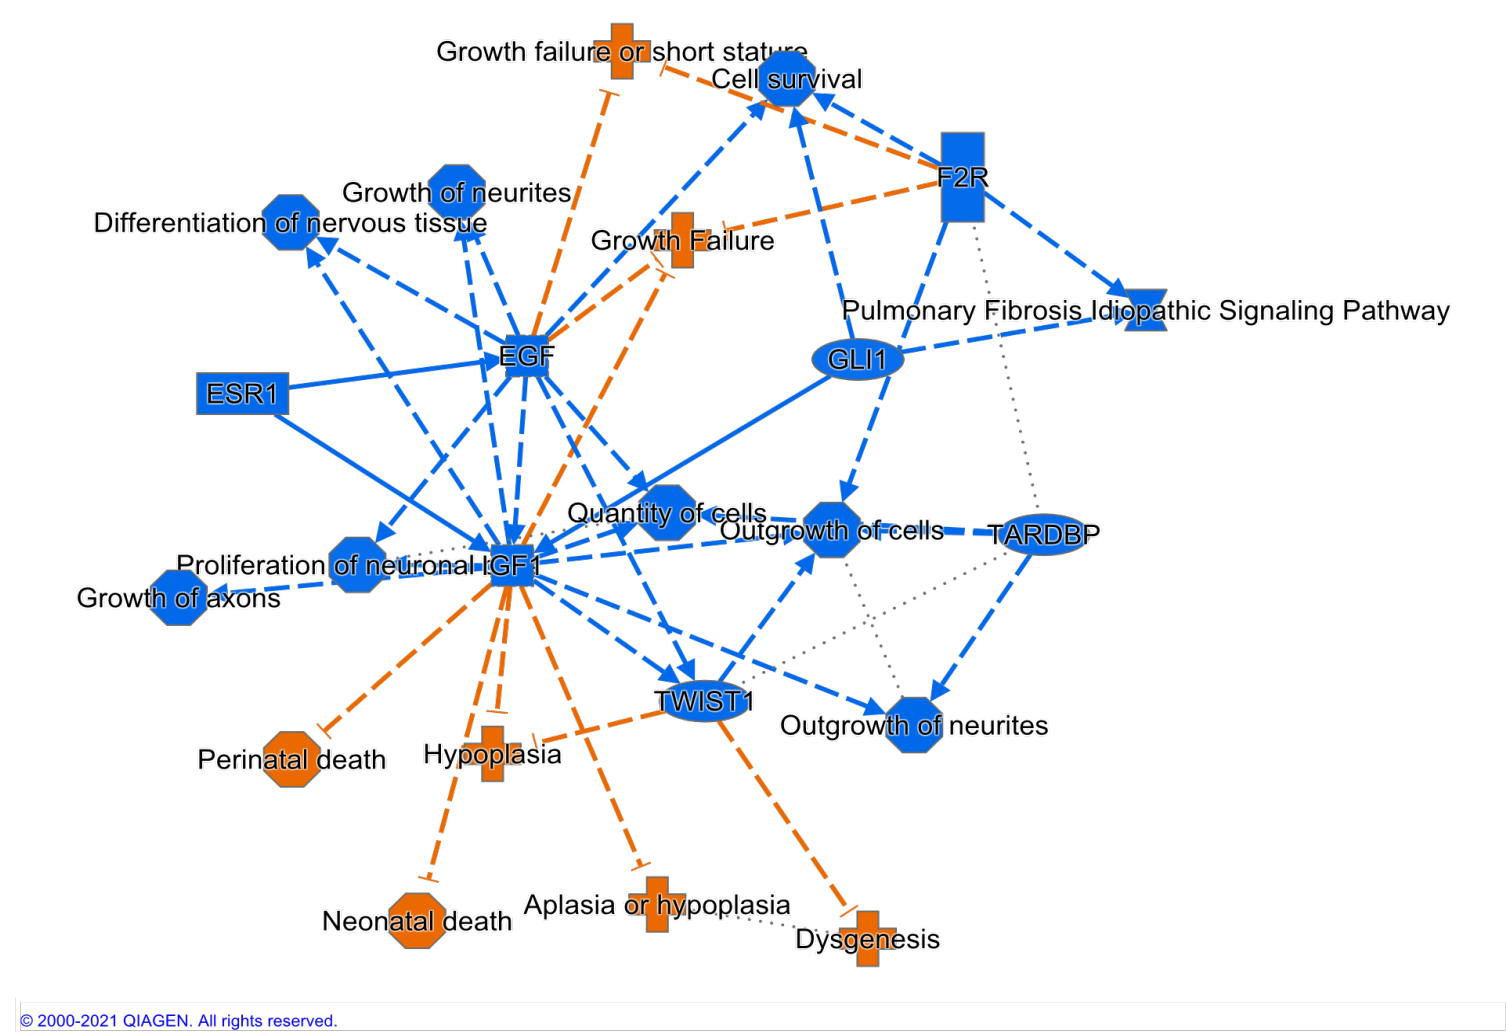 Growth failure or short stature
Cell survival
F2R
Growth of neurites
Differentiation of nervous tissue
Growth Failure
Pulmonary Fibrosis Idiopathic Signaling Pathway
EGF
GLI1
ESR1
Quantity of cells
Outgrowth of cells
TARDBP
Proliferation of neuronal
IGF1
Growth of axons
TWIST1
Outgrowth of neurites
Perinatal death
Hypoplasia
Aplasia or hypoplasia
Neonatal death
Dysgenesis
© 2000-2021 QIAGEN. All rights reserved.